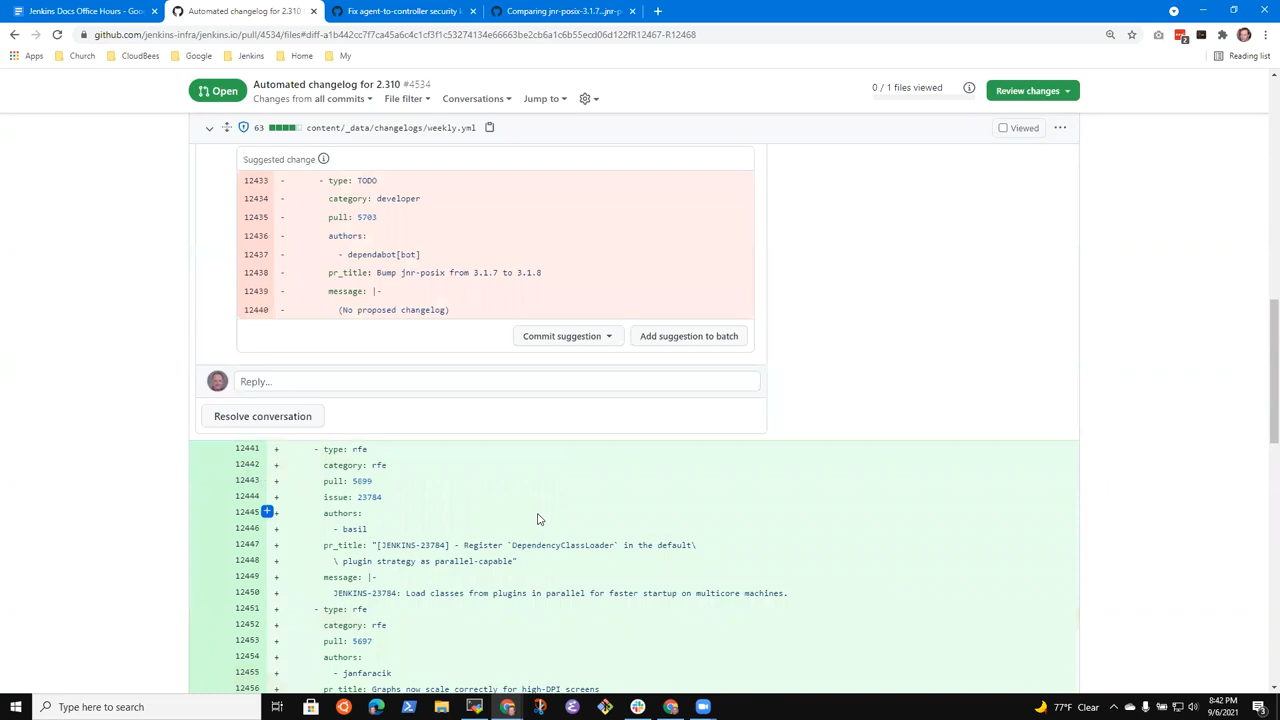 Jenkins Docs Office Hours - Goo
Automated changelog for 2.310
Fix agent-to-controller security k
Comparing jnr-posix-3.1.7...jnr-p
github.com/jenkins-infra/jenkins.io/pull/4534/files#diff-a1b442cc7f7ca45a6c4c1cf3f1c53274134e66663be2cb6a1c6b55ecd06d122fR12467-R12468
Apps
Church
CloudBees
Google
Jenkins
Home
My
Reading list
Open
Automated changelog for 2.310 #4534
Changes from all commits
File filter
Conversations
Jump to
0 / 1 files viewed
Review changes
63 content/_data/changelogs/weekly.yml
Viewed
Suggested change
12433 - - type: TODO
12434 - category: developer
12435 - pull: 5703
12436 - authors:
12437 - - dependabot[bot]
12438 - pr_title: Bump jnr-posix from 3.1.7 to 3.1.8
12439 - message: |-
12440 - (No proposed changelog)
Commit suggestion
Add suggestion to batch
Reply...
Resolve conversation
12441 + - type: rfe
12442 + category: rfe
12443 + pull: 5699
12444 + issue: 23784
12445 + authors:
12446 + - basil
12447 + pr_title: "[JENKINS-23784] - Register `DependencyClassLoader` in the default\
12448 + \ plugin strategy as parallel-capable"
12449 + message: |-
12450 + JENKINS-23784: Load classes from plugins in parallel for faster startup on multicore machines.
12451 + - type: rfe
12452 + category: rfe
12453 + pull: 5697
12454 + authors:
12455 + - janfaracik
12456 + pr_title: Graphs now scale correctly for high-DPI screens
Type here to search
77°F Clear
8:42 PM
9/6/2021